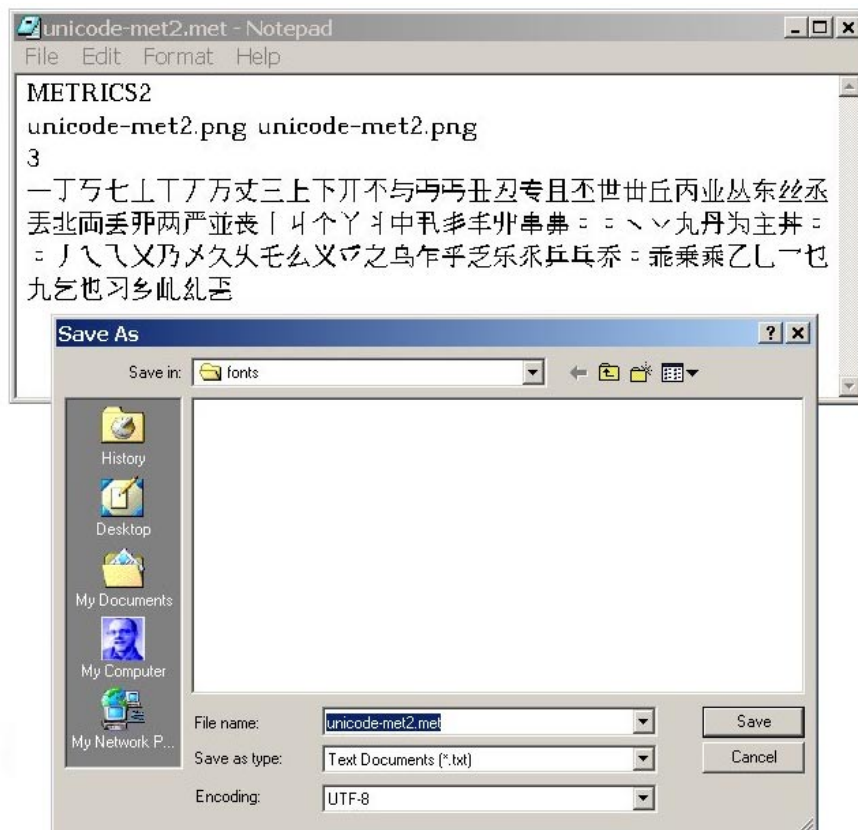 unicode-met2.met - Notepad
File Edit Format Help
METRICS2
unicode-met2.png unicode-met2.png
3
一丁丂七丄丅丆万丈三上下丌不与丏丐丑丒专且丕世丗丘丙业丛东丝丞
丟丠両丢丣两严並丧丨丩个丫丬中丮丯丰丱串丳丶丷丸丹为主丼
丿乀乁乂乃乄久乆乇么义乊之乌乍乎乏乐乑乒乓乔乖乗乘乙乚乛乜
九乞也习乡乢乣
Save As
Save in: fonts
History
Desktop
My Documents
My Computer
My Network P...
File name: unicode-met2.met
Save
Save as type: Text Documents (*.txt)
Cancel
Encoding: UTF-8